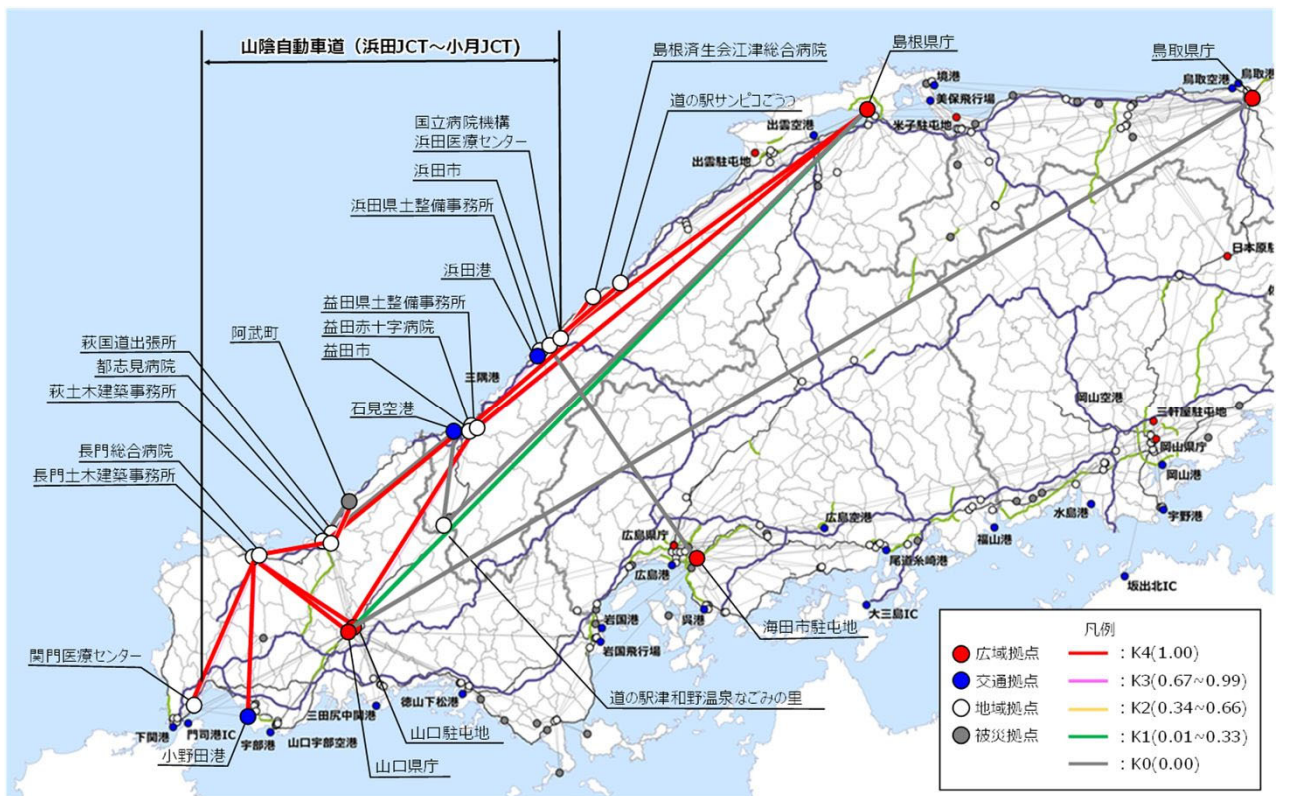 山陰自動車道（浜田JCT～小月JCT)
島根済生会江津総合病院
島根県庁
鳥取県庁
道の駅サンピコごうつ
境港
美保飛行場
鳥取空港
鳥取港
国立病院機構
浜田医療センター
出雲空港
米子駐屯地
出雲駐屯地
浜田市
浜田県土整備事務所
浜田港
日本原駐
益田県土整備事務所
益田赤十字病院
益田市
阿武町
萩国道出張所
都志見病院
萩土木建築事務所
三隅港
石見空港
岡山空港
三軒屋駐屯地
岡山県庁
岡山港
長門総合病院
長門土木建築事務所
宇野港
水島港
福山港
広島空港
尾道糸崎港
広島県庁
広島港
坂出北IC
大三島IC
呉港
海田市駐屯地
岩国港
岩国飛行場
関門医療センター
道の駅津和野温泉なごみの里
徳山下松港
三田尻中関港
山口駐屯地
山口県庁
下関港
門司港IC
小野田港
宇部港
山口宇部空港
凡例
広域拠点 ：K4(1.00)
交通拠点 ：K3(0.67~0.99)
地域拠点 ：K2(0.34~0.66)
被災拠点 ：K1(0.01~0.33)
：K0(0.00)